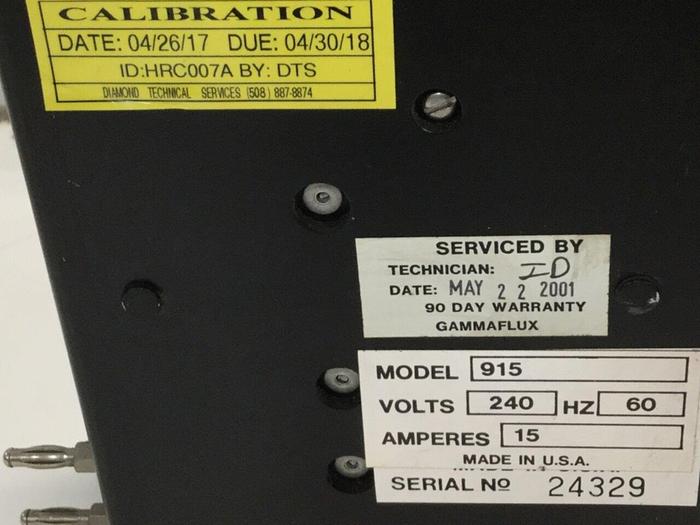 CALIBRATION
DATE: 04/26/17 DUE: 04/30/18
ID:HRC007A BY: DTS
DIAMOND TECHNICAL SERVICES (508) 887-8874
SERVICED BY
TECHNICIAN: ID
DATE: MAY 22 2001
90 DAY WARRANTY
GAMMAFLUX
MODEL 915
VOLTS 240 HZ 60
AMPERES 15
MADE IN U.S.A.
SERIAL Nº 24329